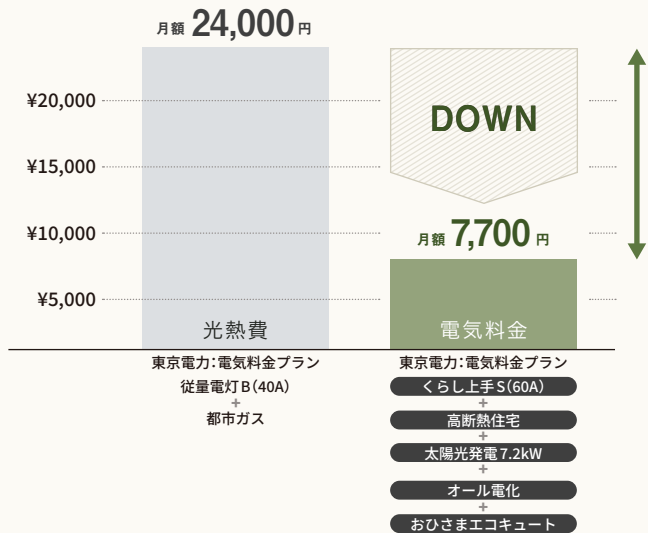 月額 24,000 円
¥20,000
¥15,000
¥10,000
¥5,000
DOWN
月額 7,700 円
光熱費
電気料金
東京電力：電気料金プラン
従量電灯B（40A）
+
都市ガス
東京電力：電気料金プラン
くらし上手S（60A）
+
高断熱住宅
+
太陽光発電7.2kW
+
オール電化
+
おひさまエコキュート